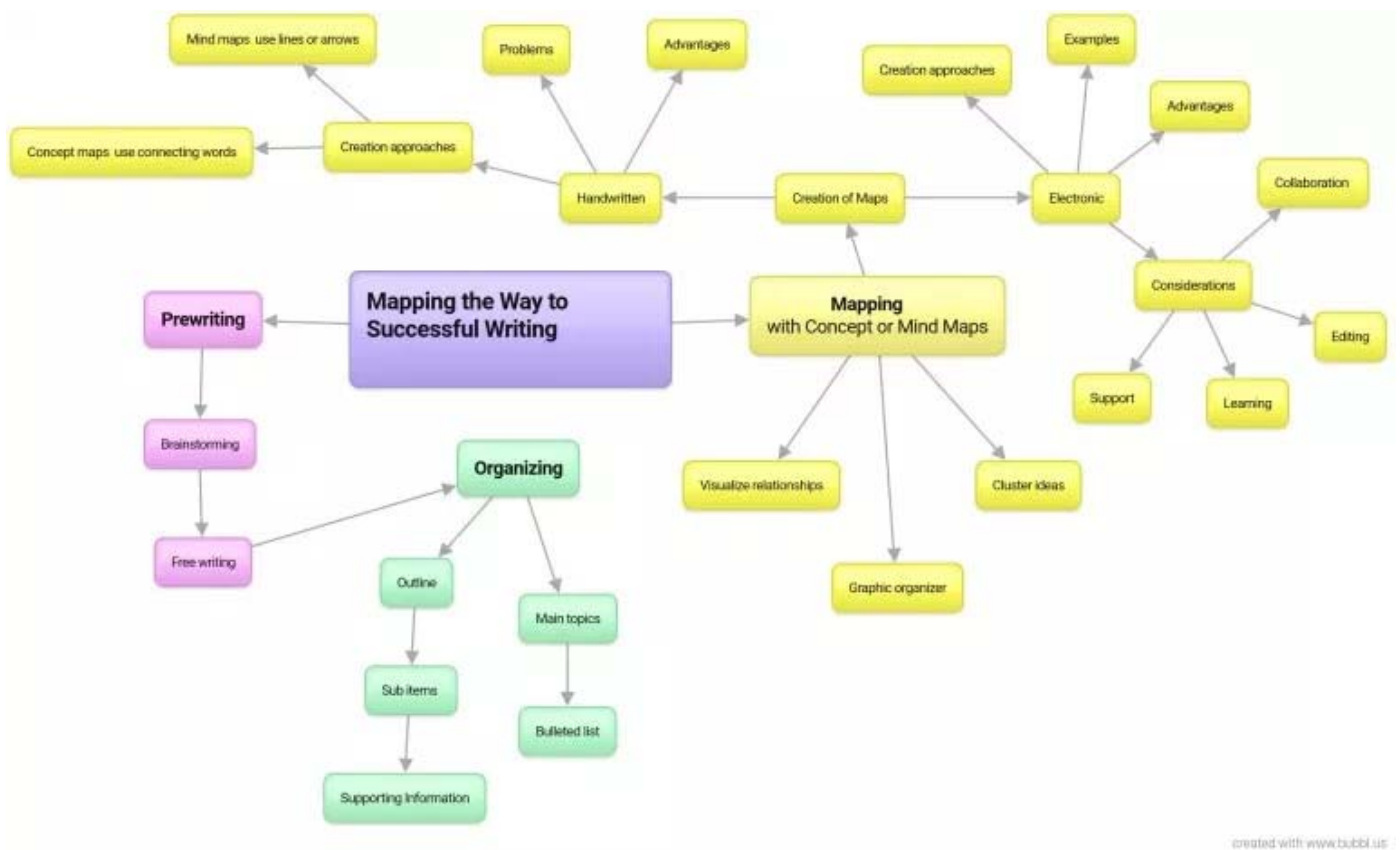 Mind maps use lines or arrows
Problems
Advantages
Examples
Creation approaches
Advantages
Concept maps use connecting words
Creation approaches
Handwritten
Creation of Maps
Electronic
Collaboration
Considerations
Editing
Support
Learning
Prewriting
Mapping the Way to
Successful Writing
Mapping
with Concept or Mind Maps
Brainstorming
Free writing
Organizing
Visualize relationships
Cluster ideas
Graphic organizer
Outline
Main topics
Sub items
Bulleted list
Supporting Information
created with www.bubbl.us